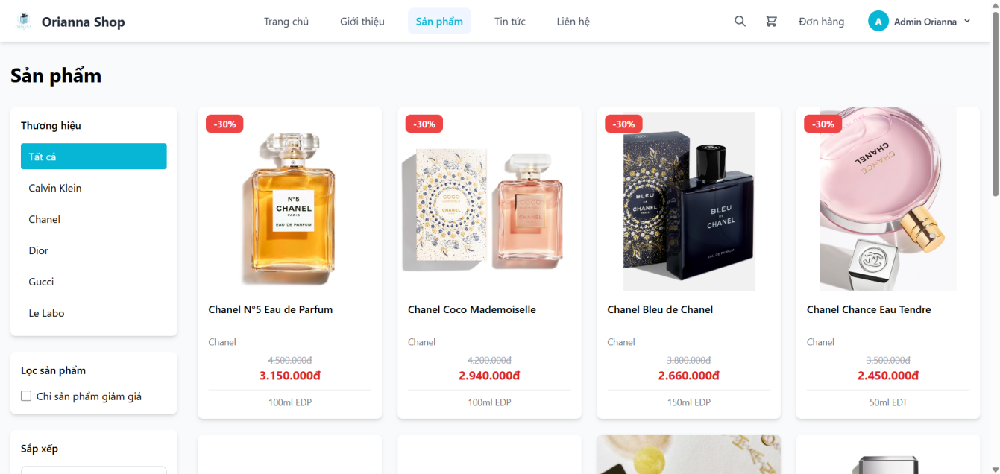 Orianna Shop
Trang chủ
Giới thiệu
Sản phẩm
Tin tức
Liên hệ
Đơn hàng
A
Admin Orianna
Sản phẩm
Thương hiệu
Tất cả
Calvin Klein
Chanel
Dior
Gucci
Le Labo
Lọc sản phẩm
Chỉ sản phẩm giảm giá
Sắp xếp
-30%
N°5
CHANEL
PARIS
EAU DE PARFUM
Chanel N°5 Eau de Parfum
Chanel
4.500.000đ
3.150.000đ
100ml EDP
-30%
COCO
CHANEL
COCO
CHANEL
Chanel Coco Mademoiselle
Chanel
4.200.000đ
2.940.000đ
100ml EDP
-30%
BLEU
DE
CHANEL
BLEU
DE
CHANEL
EAU DE PARFUM
Chanel Bleu de Chanel
Chanel
3.800.000đ
2.660.000đ
150ml EDP
-30%
CHANEL
CHANCE
Chanel Chance Eau Tendre
Chanel
3.500.000đ
2.450.000đ
50ml EDT